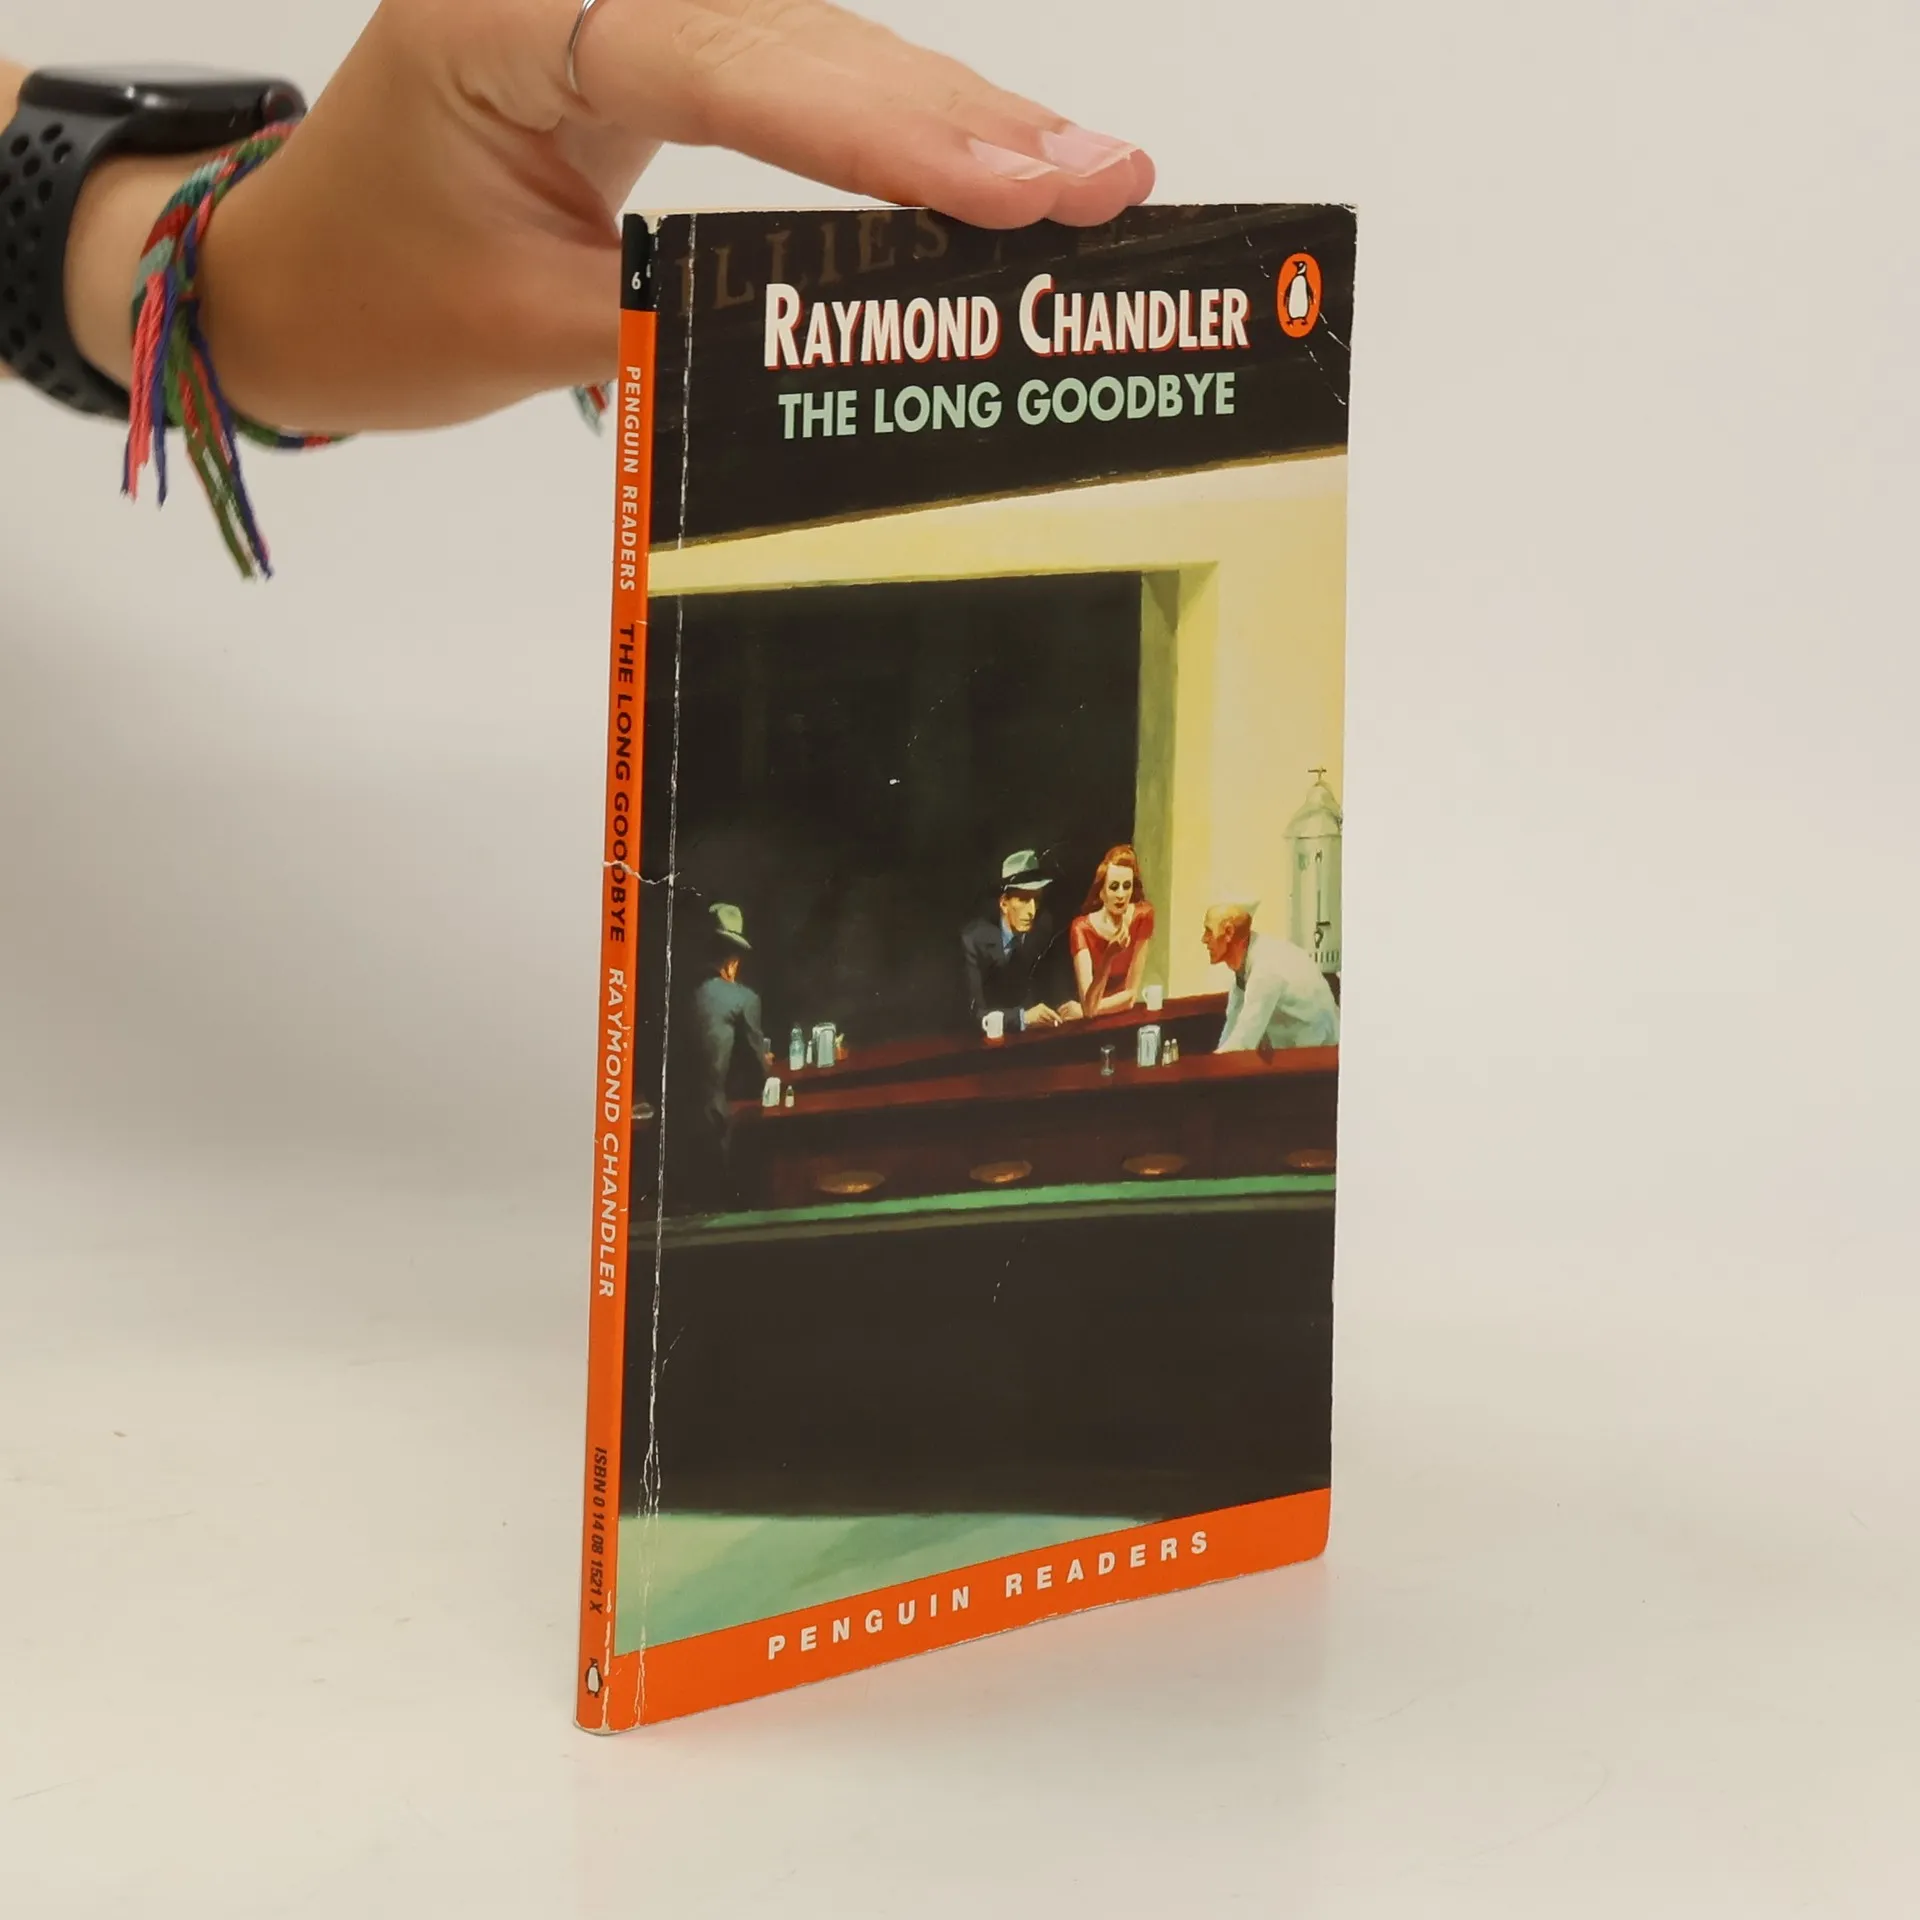 ILLIES
RAYMOND CHANDLER
THE LONG GOODBYE
PENGUIN READERS
6
PENGUIN READERS THE LONG GOODBYE RAYMOND CHANDLER
ISBN 0 14 08 1521 X